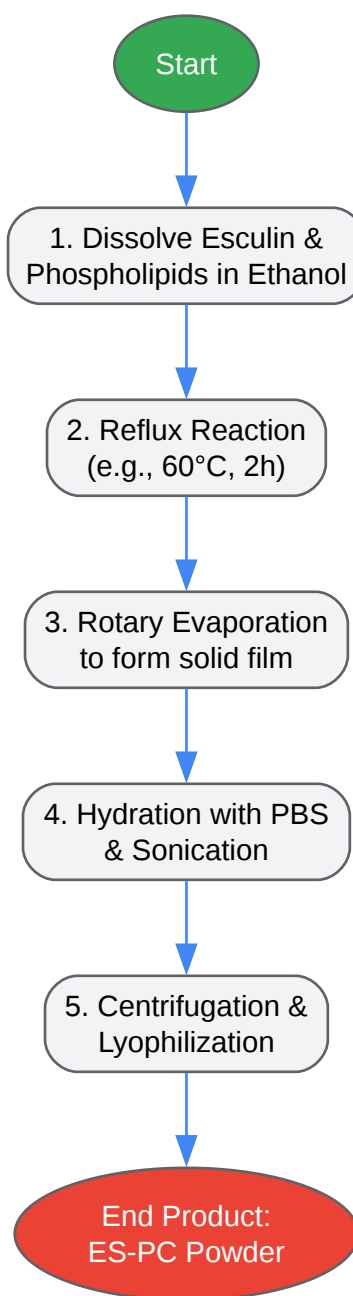 Start
1. Dissolve Esculin &
Phospholipids in Ethanol
2. Reflux Reaction
(e.g., 60°C, 2h)
3. Rotary Evaporation
to form solid film
4. Hydration with PBS
& Sonication
5. Centrifugation &
Lyophilization
End Product:
ES-PC Powder